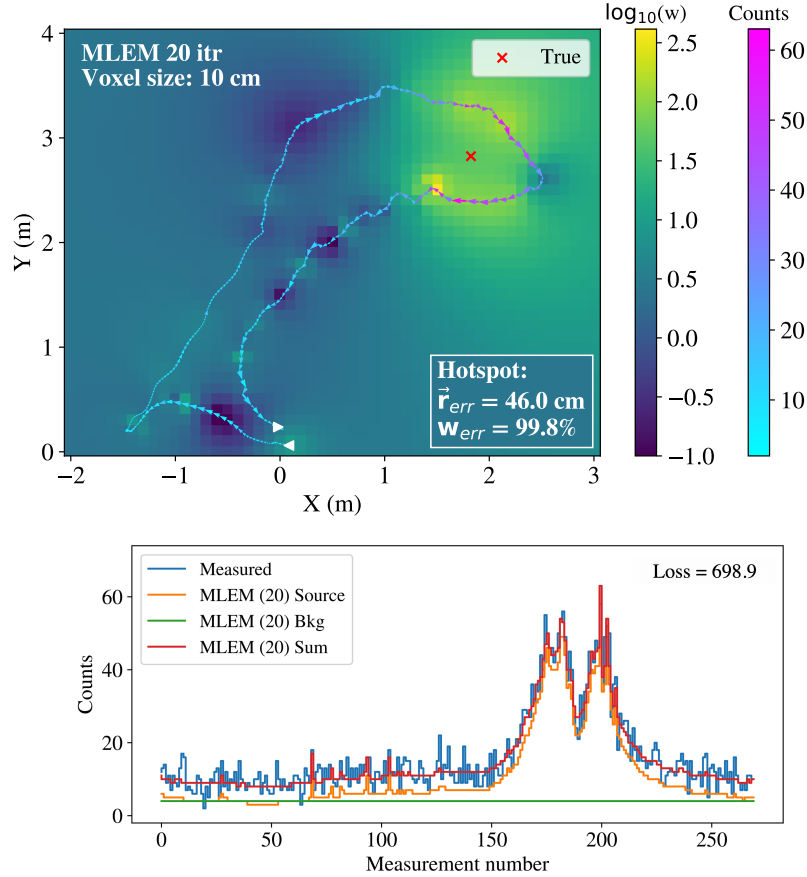 log₁₀(w) Counts
MLEM 20 itr
Voxel size: 10 cm
True
4
3
2
1
0
Y (m)
−2 −1 0 1 2 3
X (m)
Hotspot:
r⃗_err = 46.0 cm
w_err = 99.8%
2.5
2.0
1.5
1.0
0.5
0.0
−0.5
−1.0
60
50
40
30
20
10
Measured
MLEM (20) Source
MLEM (20) Bkg
MLEM (20) Sum
Loss = 698.9
60
40
20
0
Counts
0 50 100 150 200 250
Measurement number